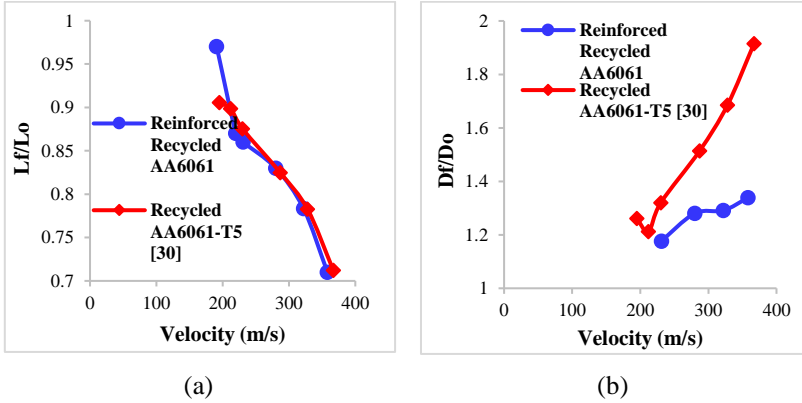 1
0.95
0.9
0.85
0.8
0.75
0.7
Lf/Lo
Reinforced
Recycled
AA6061
Recycled
AA6061-T5
[30]
0 100 200 300 400
Velocity (m/s)
(a)
2
1.8
1.6
1.4
1.2
1
Df/Do
Reinforced
Recycled
AA6061
Recycled
AA6061-T5 [30]
0 100 200 300 400
Velocity (m/s)
(b)